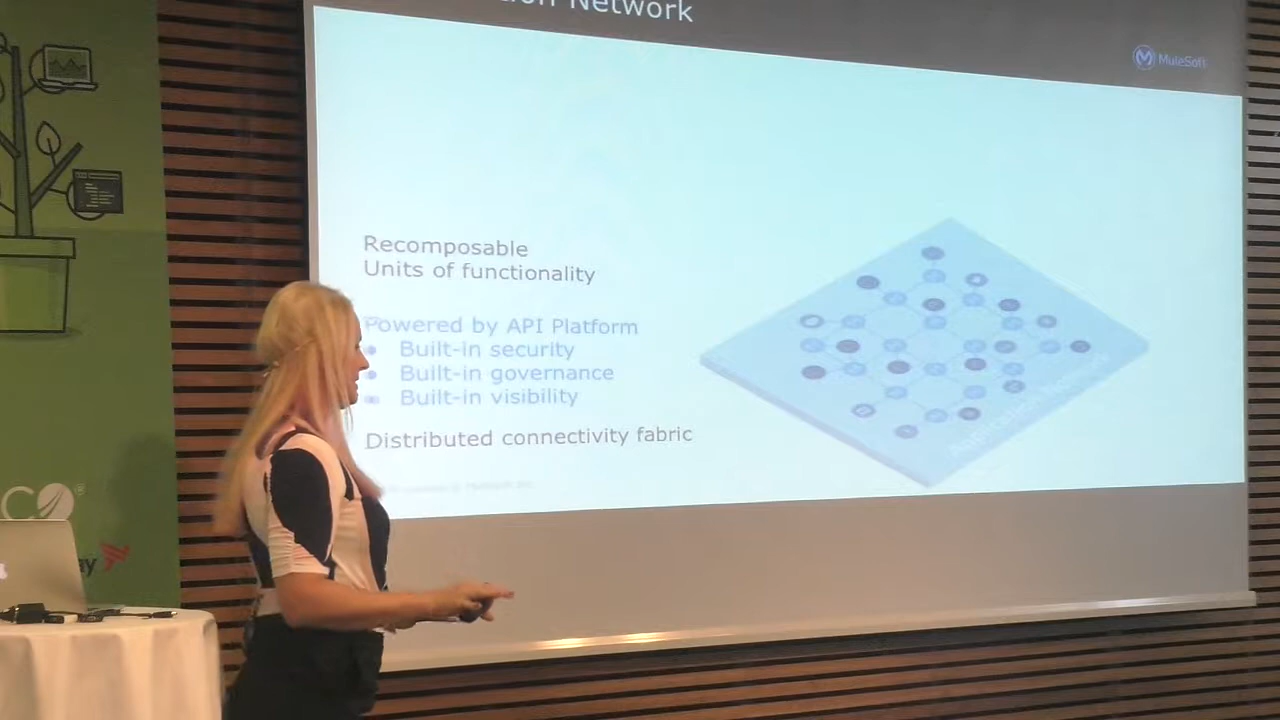 Network
MuleSoft
Recomposable
Units of functionality
Powered by API Platform
• Built-in security
• Built-in governance
• Built-in visibility
Distributed connectivity fabric